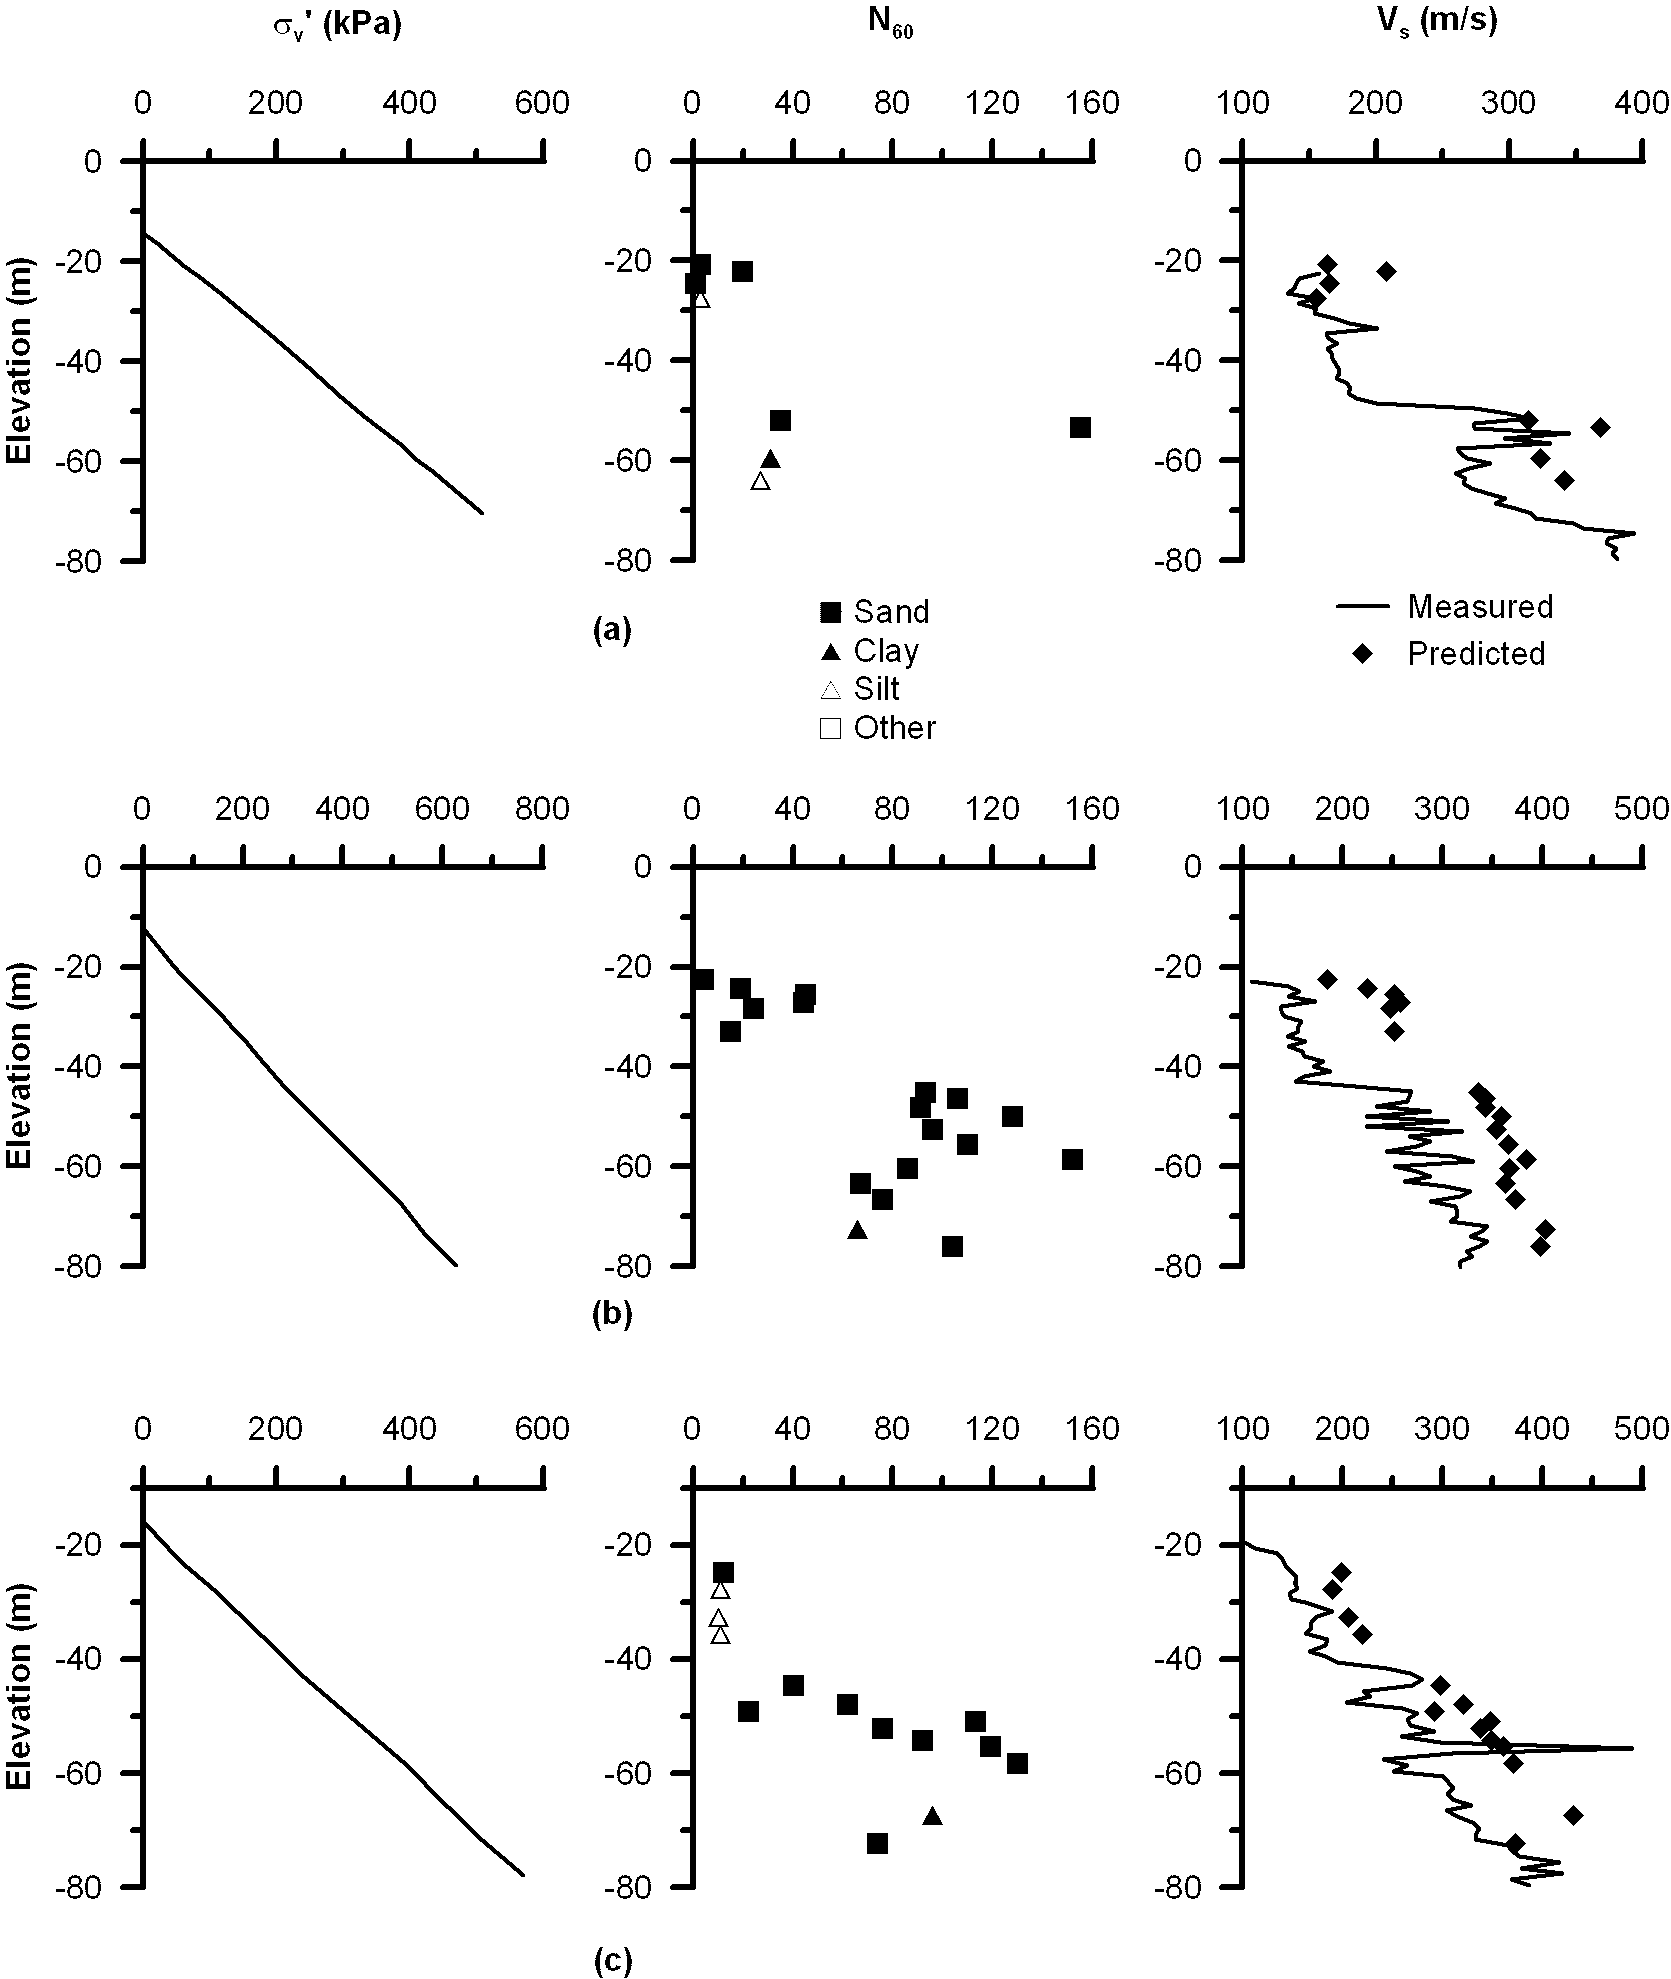 σv' (kPa) N60 Vs (m/s)
0 200 400 600 0 40 80 120 160 100 200 300 400
0 0 0
-20 -20 -20
-40 -40 -40
-60 -60 -60
-80 -80 -80
Elevation (m)
(a)
Sand
Clay
Silt
Other
Measured
Predicted
0 200 400 600 800 0 40 80 120 160 100 200 300 400 500
0 0 0
-20 -20 -20
-40 -40 -40
-60 -60 -60
-80 -80 -80
Elevation (m)
(b)
0 200 400 600 0 40 80 120 160 100 200 300 400 500
-20 -20 -20
-40 -40 -40
-60 -60 -60
-80 -80 -80
Elevation (m)
(c)